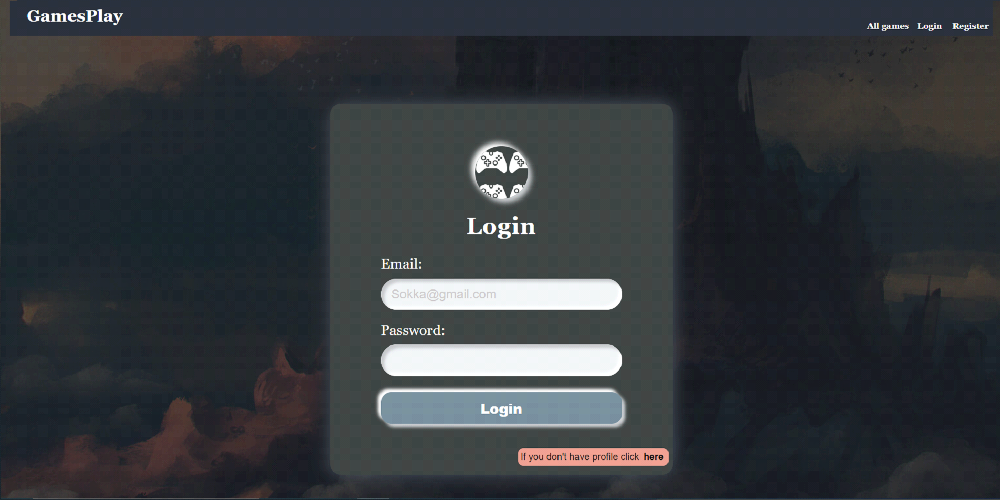 GamesPlay
All games Login Register
Login
Email:
Sokka@gmail.com
Password:
Login
If you don't have profile click here